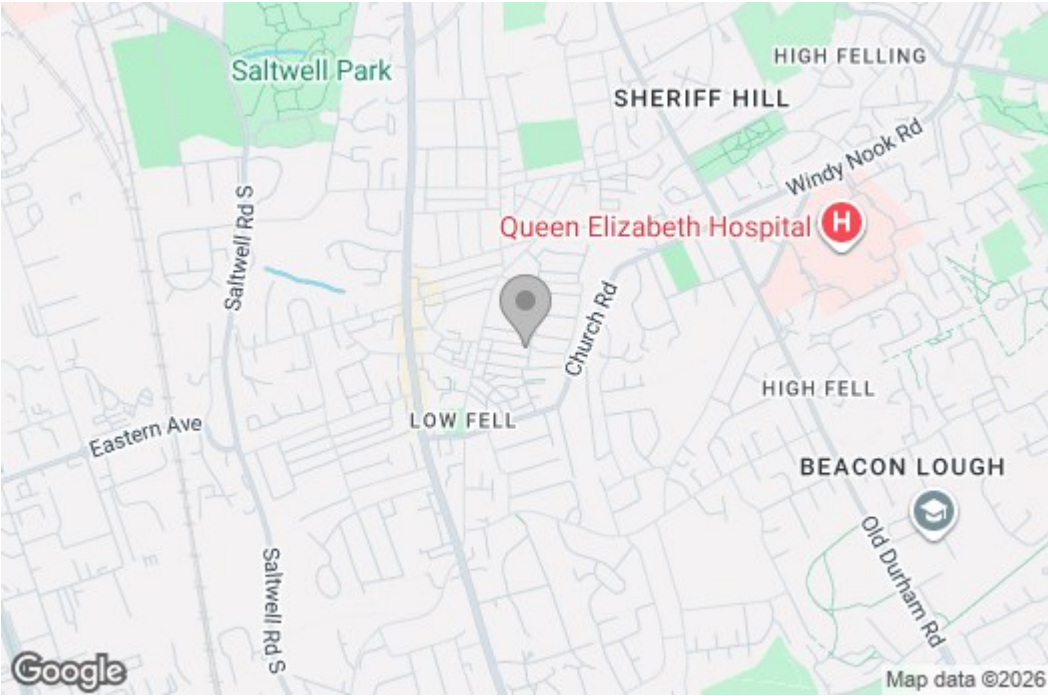 HIGH FELLING
Saltwell Park
SHERIFF HILL
Windy Nook Rd
Saltwell Rd S
Queen Elizabeth Hospital
H
Church Rd
HIGH FELL
LOW FELL
Eastern Ave
BEACON LOUGH
Old Durham Rd
Saltwell Rd S
Google
Map data ©2026